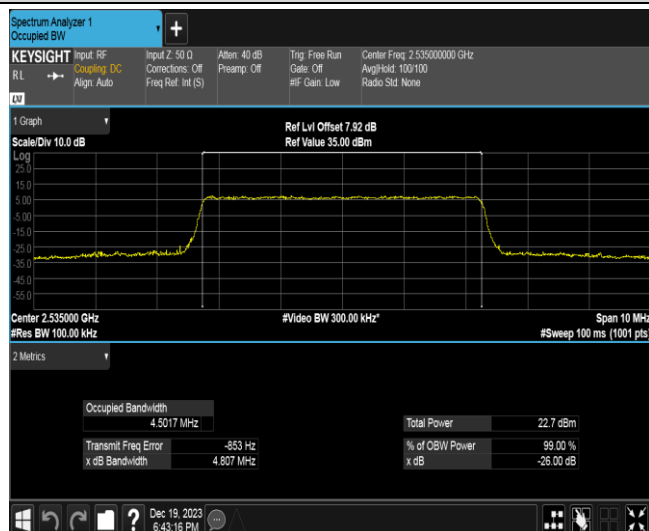 Spectrum Analyzer 1
Occupied BW
+
KEYSIGHT
RL
LXI
Input: RF
Coupling: DC
Align: Auto
Input Z: 50 Ω
Corrections: Off
Freq Ref: Int (S)
Atten: 40 dB
Preamp: Off
Trig: Free Run
Gate: Off
#IF Gain: Low
Center Freq: 2.535000000 GHz
Avg|Hold: 100/100
Radio Std: None
1 Graph
Scale/Div 10.0 dB
Ref Lvl Offset 7.92 dB
Ref Value 35.00 dBm
Log
25.0
15.0
5.00
-5.00
-15.0
-25.0
-35.0
-45.0
-55.0
Center 2.535000 GHz
#Res BW 100.00 kHz
#Video BW 300.00 kHz*
Span 10 MHz
#Sweep 100 ms (1001 pts)
2 Metrics
Occupied Bandwidth
4.5017 MHz
Transmit Freq Error -853 Hz
x dB Bandwidth 4.807 MHz
Total Power 22.7 dBm
% of OBW Power 99.00 %
x dB -26.00 dB
? Dec 19, 2023
6:43:16 PM